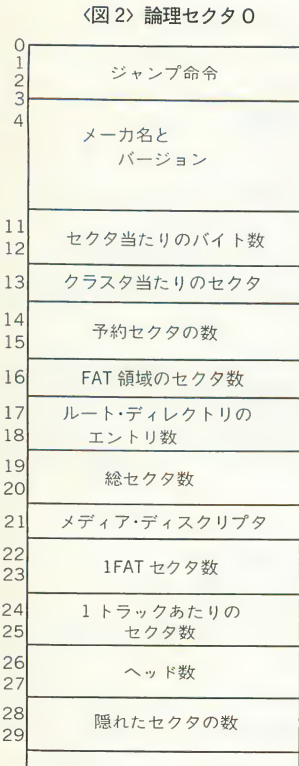 〈図2〉論理セクタ0
0
1
2
ジャンプ命令
3
4
メーカ名と
バージョン
11
12
セクタ当たりのバイト数
13
クラスタ当たりのセクタ
14
15
予約セクタの数
16
FAT領域のセクタ数
17
18
ルート・ディレクトリの
エントリ数
19
20
総セクタ数
21
メディア・ディスクリプタ
22
23
1FATセクタ数
24
25
1トラックあたりの
セクタ数
26
27
ヘッド数
28
29
隠れたセクタの数